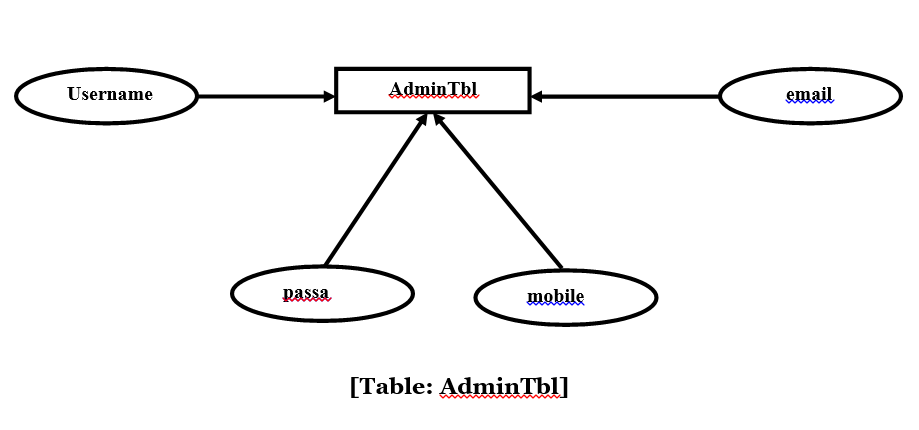 Username
AdminTbl
email
passa
mobile
[Table: AdminTbl]